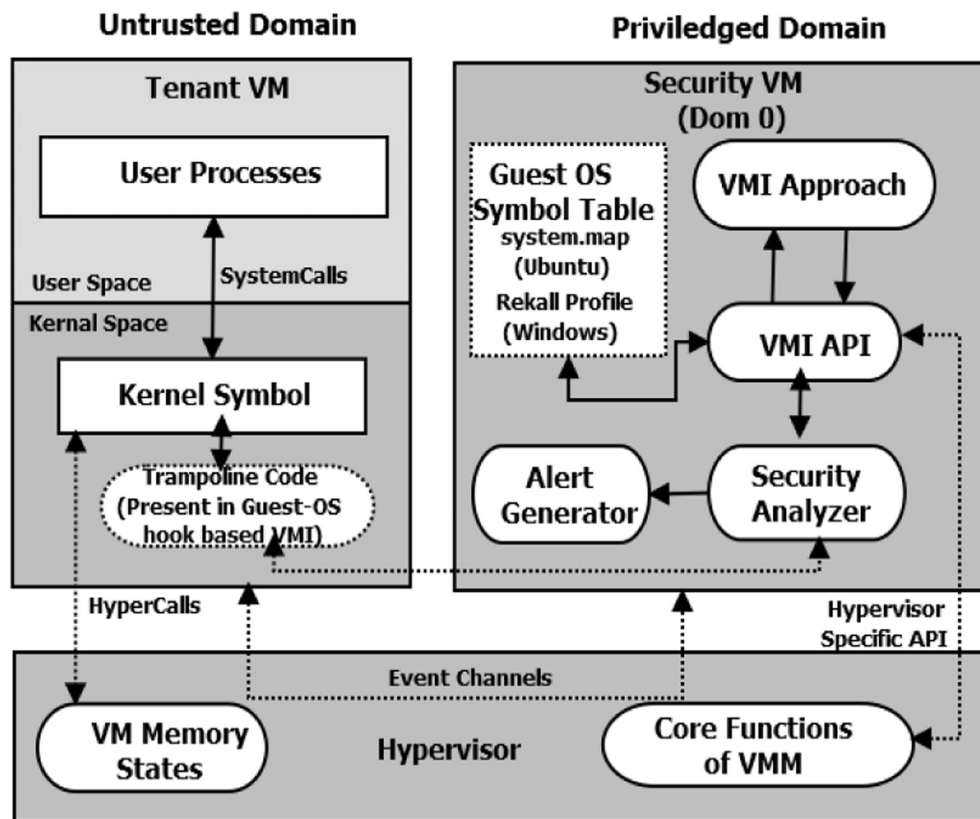 Untrusted Domain
Priviledged Domain
Tenant VM
User Processes
SystemCalls
User Space
Kernal Space
Kernel Symbol
Trampoline Code
(Present in Guest-OS
hook based VMI)
HyperCalls
Security VM
(Dom 0)
Guest OS
Symbol Table
system.map
(Ubuntu)
Rekall Profile
(Windows)
VMI Approach
VMI API
Alert
Generator
Security
Analyzer
Hypervisor
Specific API
Event Channels
VM Memory
States
Hypervisor
Core Functions
of VMM